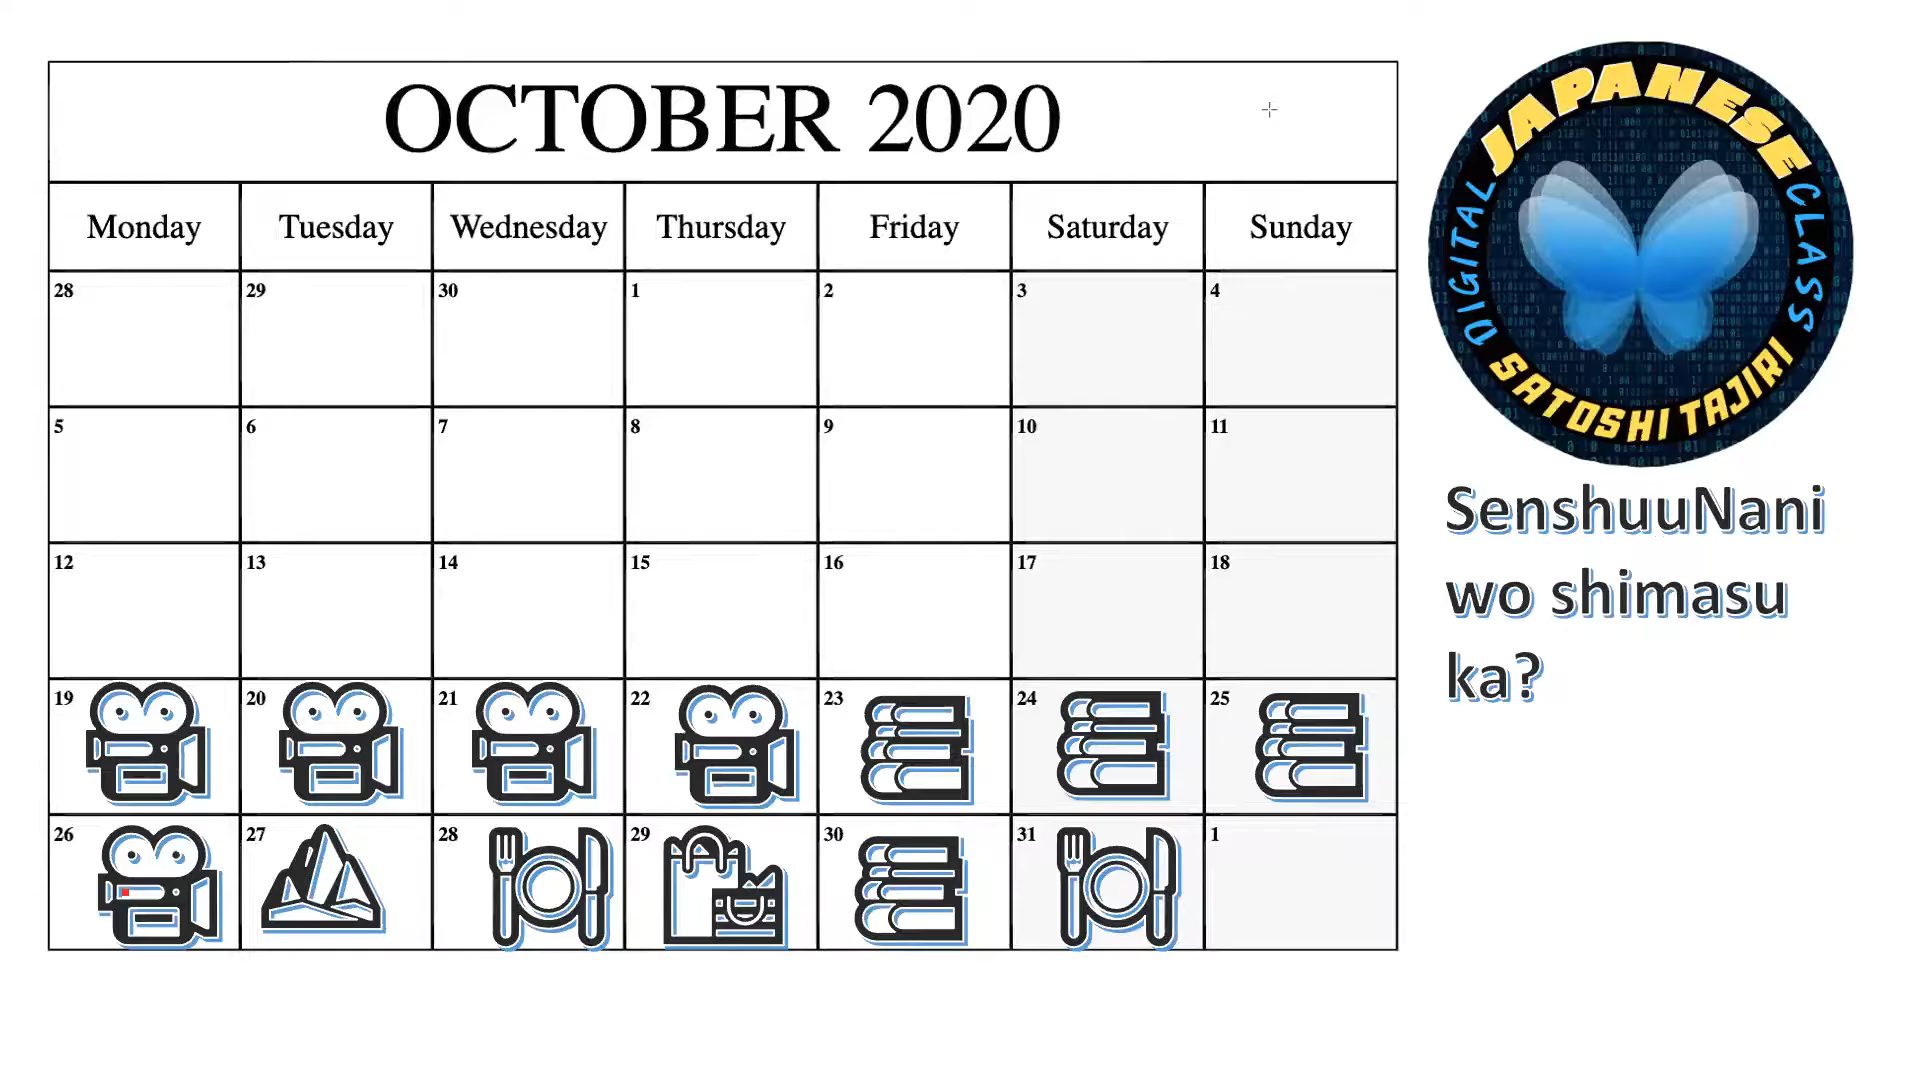 OCTOBER 2020
Monday Tuesday Wednesday Thursday Friday Saturday Sunday
28 29 30 1 2 3 4
5 6 7 8 9 10 11
12 13 14 15 16 17 18
19 20 21 22 23 24 25
26 27 28 29 30 31 1
DIGITAL JAPANESE CLASS
SATOSHI TAJIRI
SenshuuNani
wo shimasu
ka?